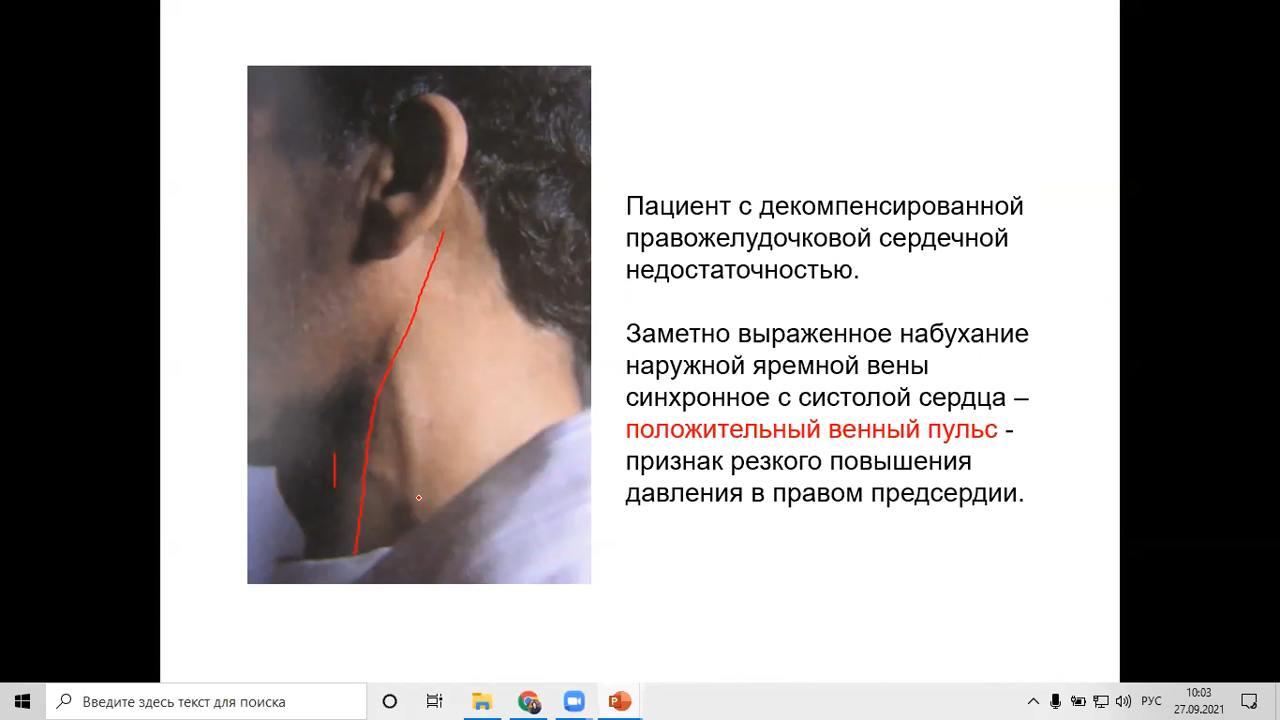 Пациент с декомпенсированной
правожелудочковой сердечной
недостаточностью.
Заметно выраженное набухание
наружной яремной вены
синхронное с систолой сердца –
положительный венный пульс -
признак резкого повышения
давления в правом предсердии.
Введите здесь текст для поиска
РУС
10:03
27.09.2021